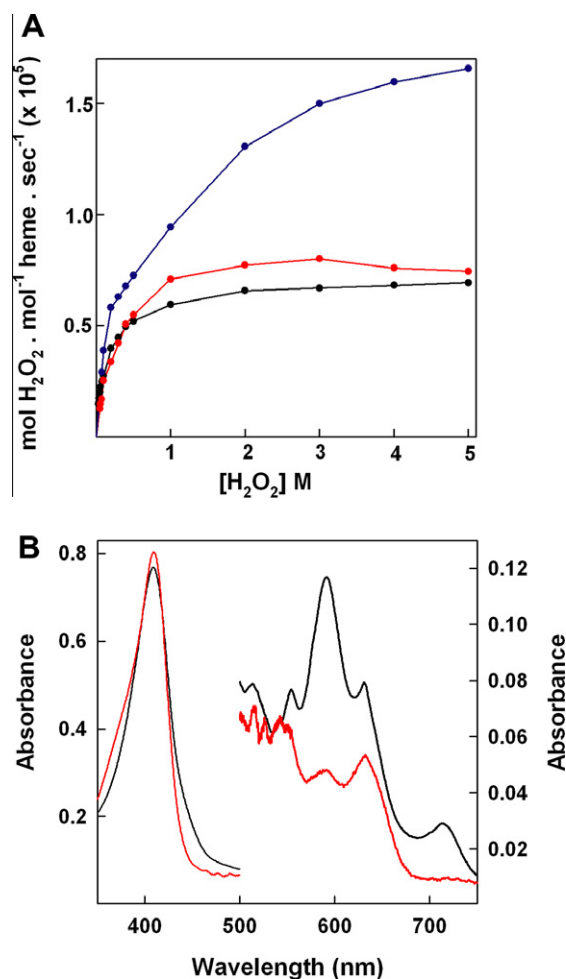 A
mol H₂O₂ . mol⁻¹ heme . sec⁻¹ (x 10⁵)
1.5
1.0
0.5
1 2 3 4 5
[H₂O₂] M
B
0.8
0.6
0.4
0.2
Absorbance
0.12
0.10
0.08
0.06
0.04
0.02
Absorbance
400 500 600 700
Wavelength (nm)